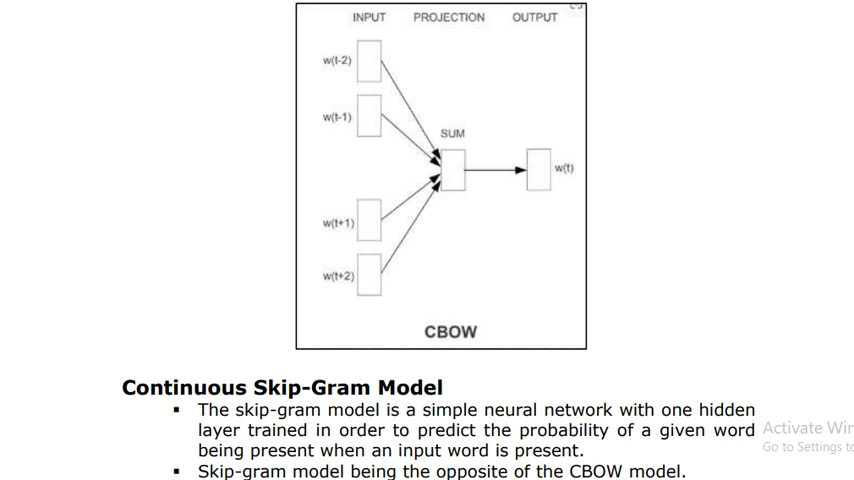 INPUT PROJECTION OUTPUT
w(t-2)
w(t-1)
SUM
w(t)
w(t+1)
w(t+2)
CBOW
Continuous Skip-Gram Model
▪ The skip-gram model is a simple neural network with one hidden
layer trained in order to predict the probability of a given word
being present when an input word is present.
▪ Skip-gram model being the opposite of the CBOW model.
Activate Win
Go to Settings to